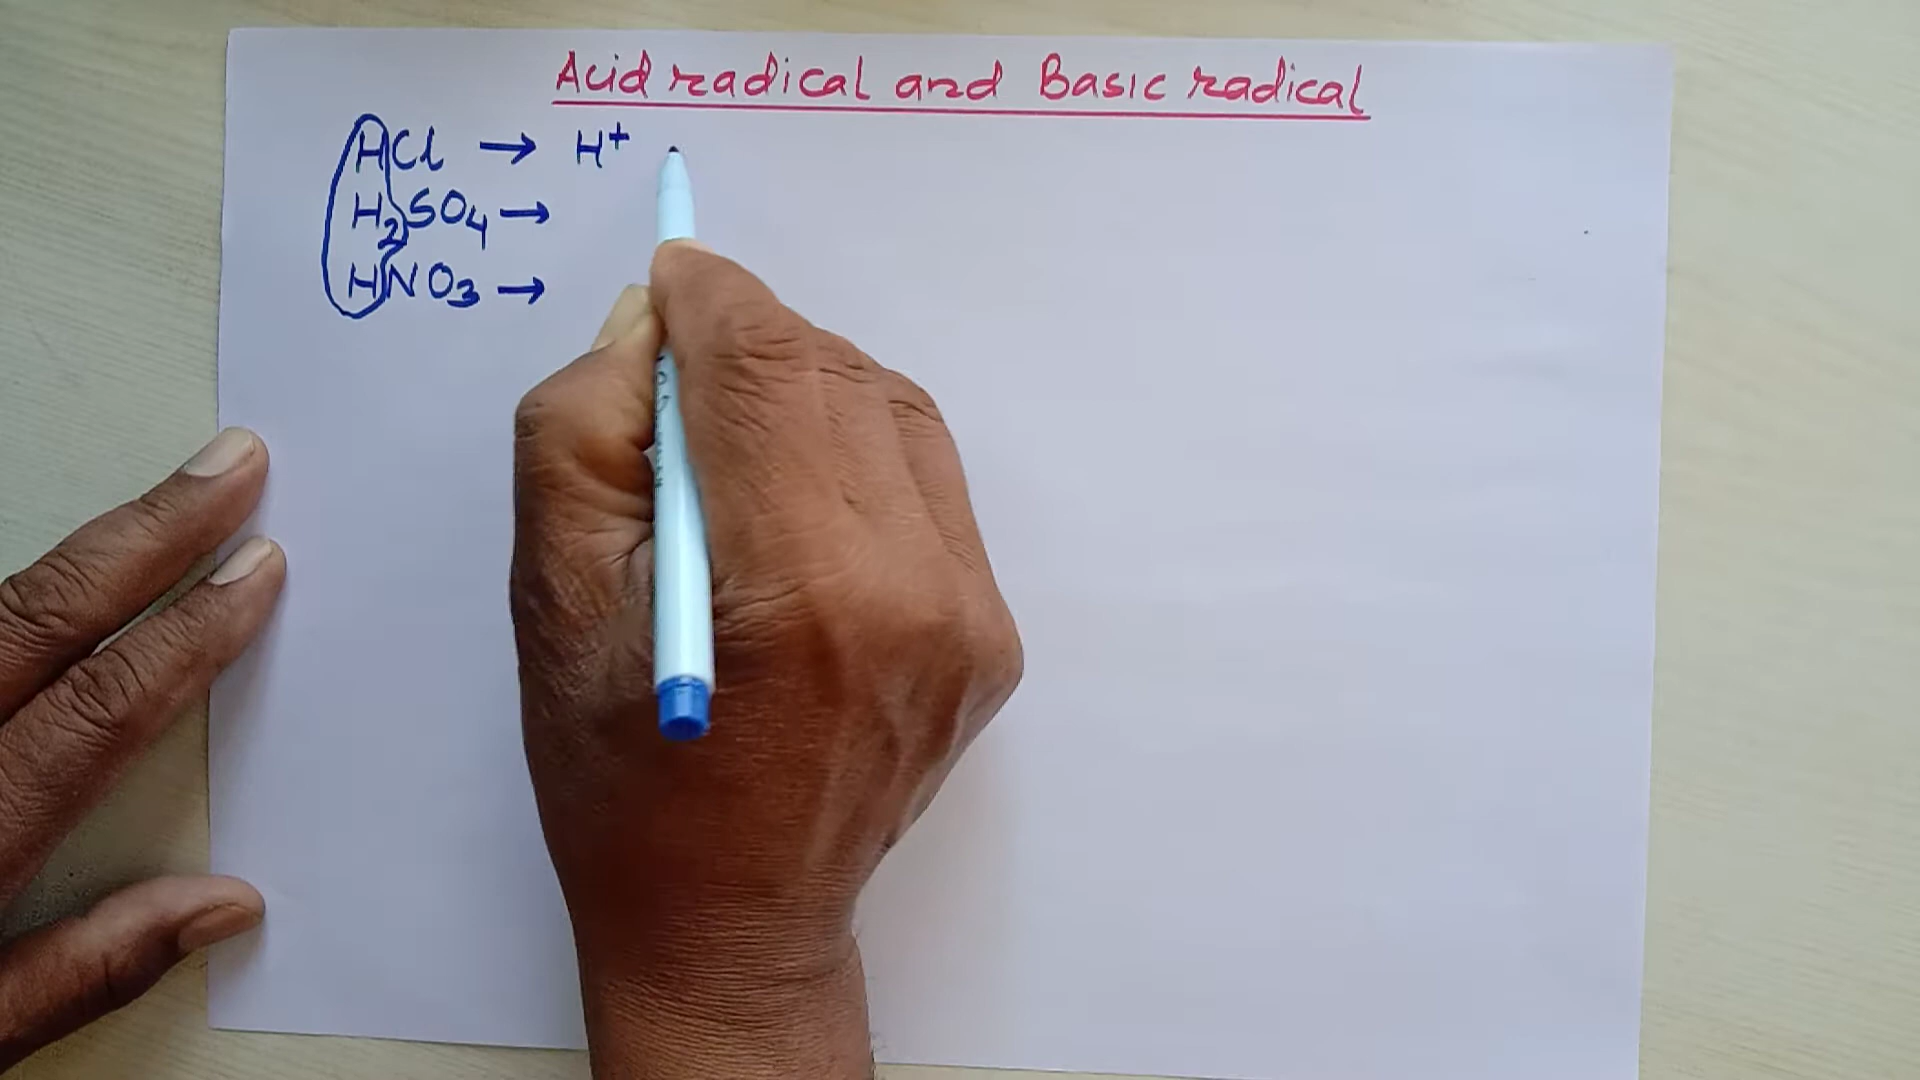 Acid radical and Basic radical
HCl → H+
H2SO4 →
HNO3 →